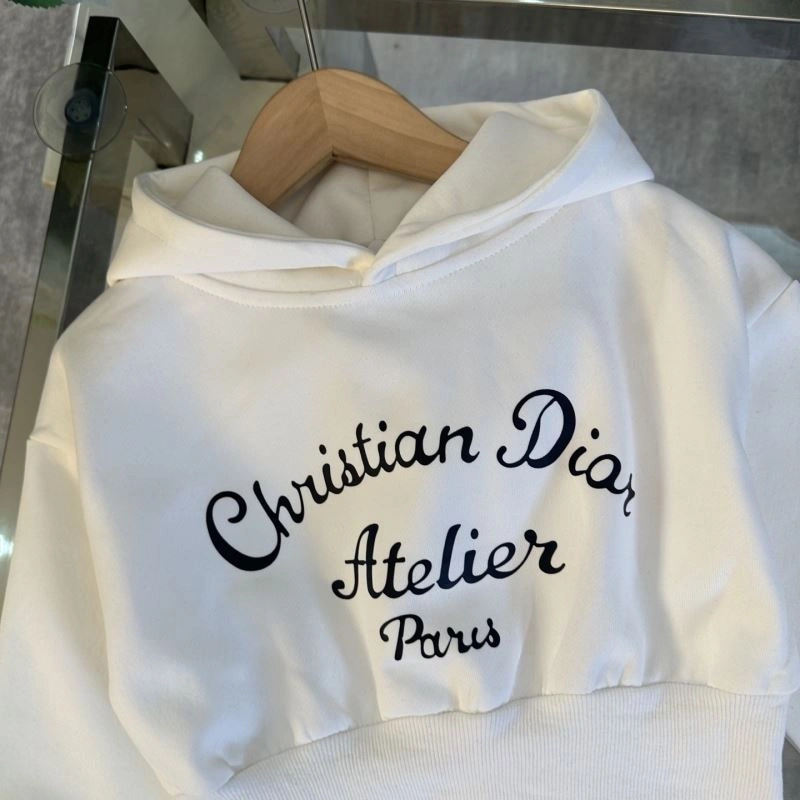 Christian Dior
Atelier
Paris